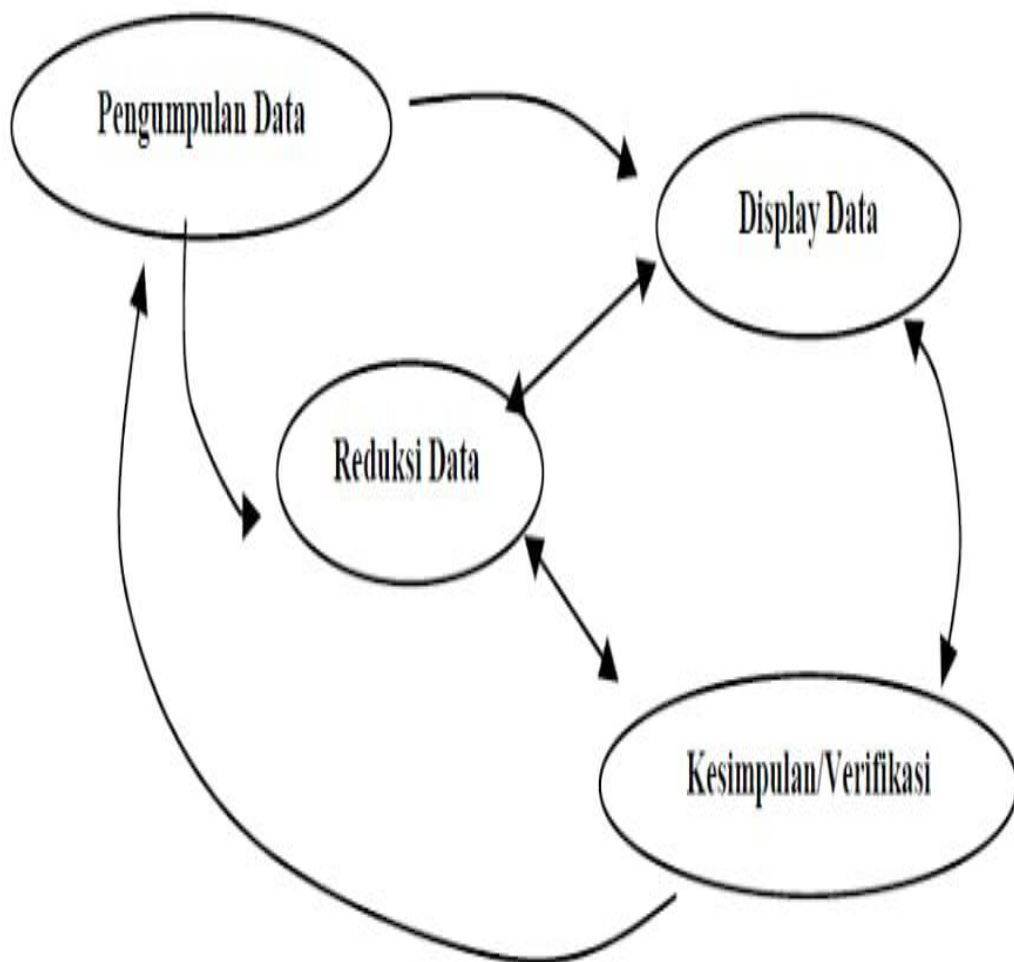 Pengumpulan Data
Display Data
Reduksi Data
Kesimpulan/Verifikasi